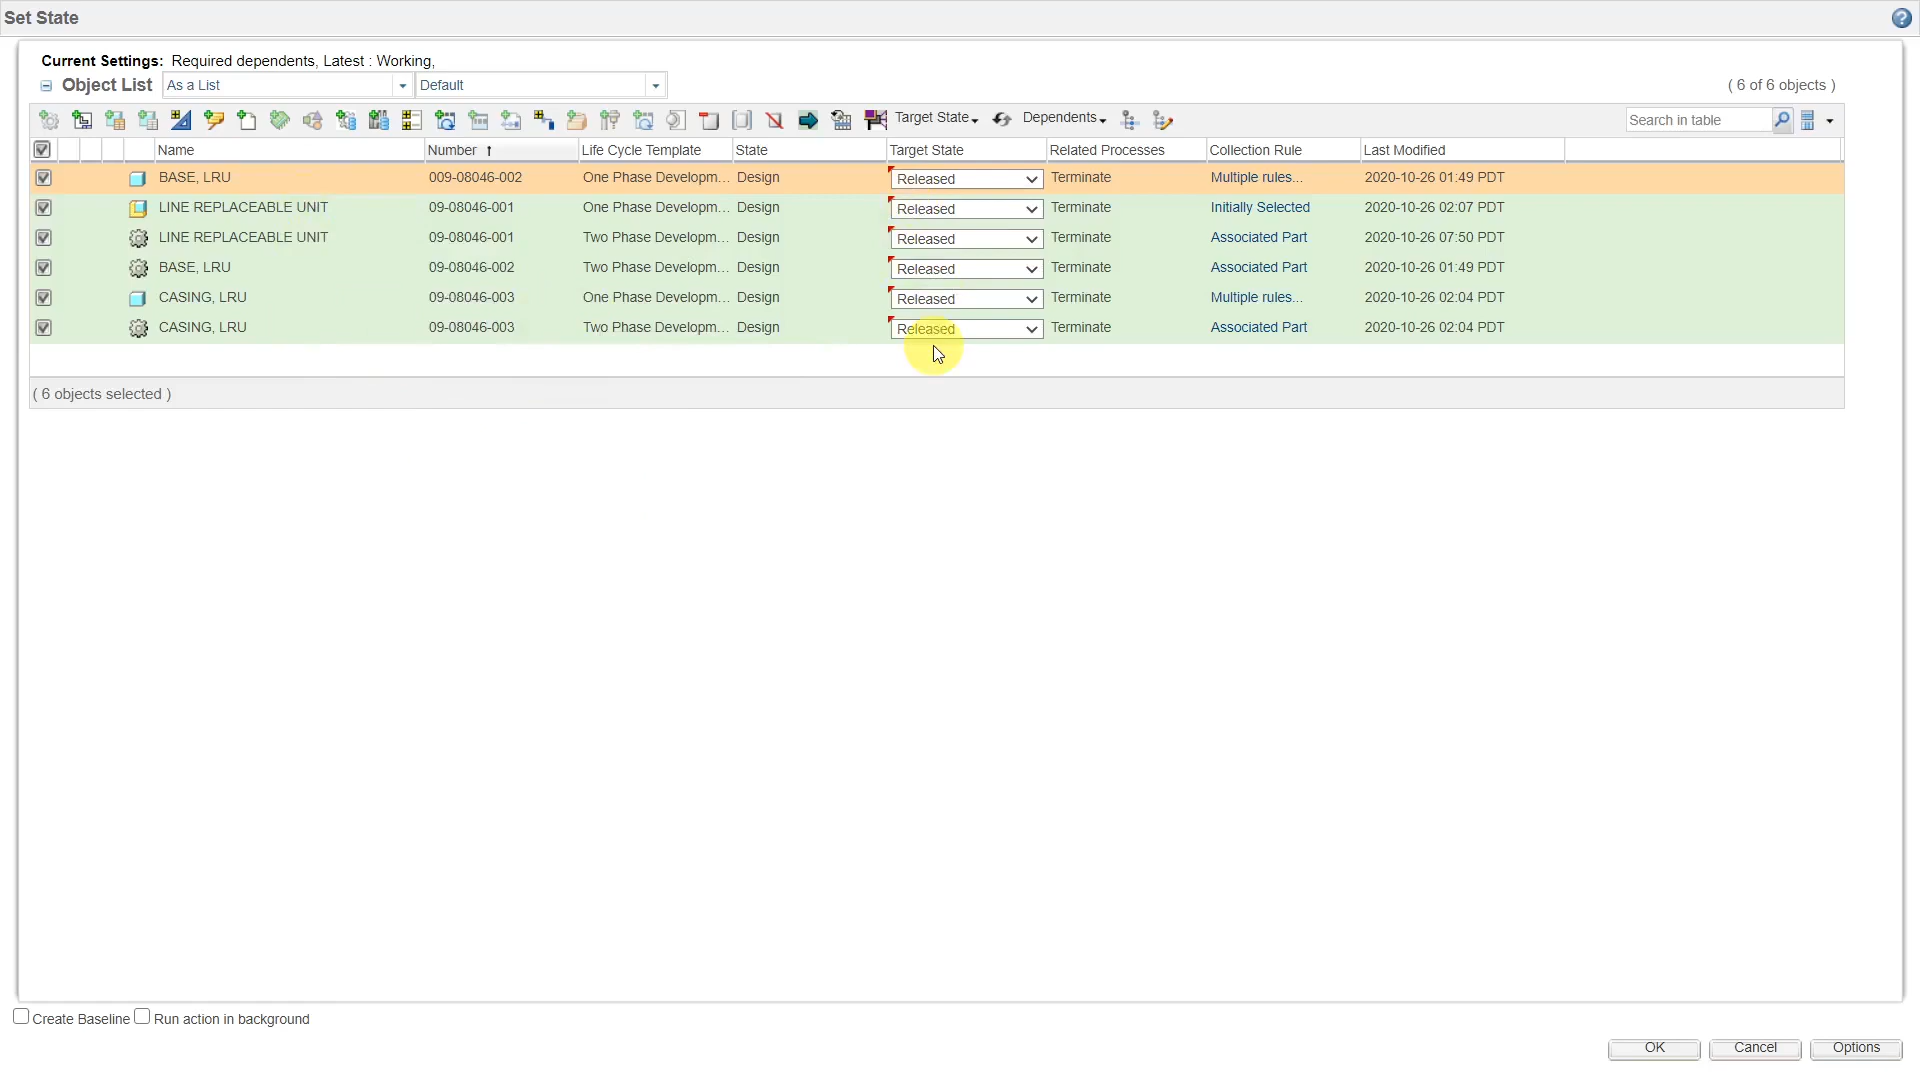 Set State
Current Settings: Required dependents, Latest : Working,
Object List As a List Default ( 6 of 6 objects )
Target State Dependents Search in table
Name Number Life Cycle Template State Target State Related Processes Collection Rule Last Modified
BASE, LRU 009-08046-002 One Phase Developm... Design Released Terminate Multiple rules... 2020-10-26 01:49 PDT
LINE REPLACEABLE UNIT 09-08046-001 One Phase Developm... Design Released Terminate Initially Selected 2020-10-26 02:07 PDT
LINE REPLACEABLE UNIT 09-08046-001 Two Phase Developm... Design Released Terminate Associated Part 2020-10-26 07:50 PDT
BASE, LRU 09-08046-002 Two Phase Developm... Design Released Terminate Associated Part 2020-10-26 01:49 PDT
CASING, LRU 09-08046-003 One Phase Developm... Design Released Terminate Multiple rules... 2020-10-26 02:04 PDT
CASING, LRU 09-08046-003 Two Phase Developm... Design Released Terminate Associated Part 2020-10-26 02:04 PDT
( 6 objects selected )
Create Baseline Run action in background
OK Cancel Options